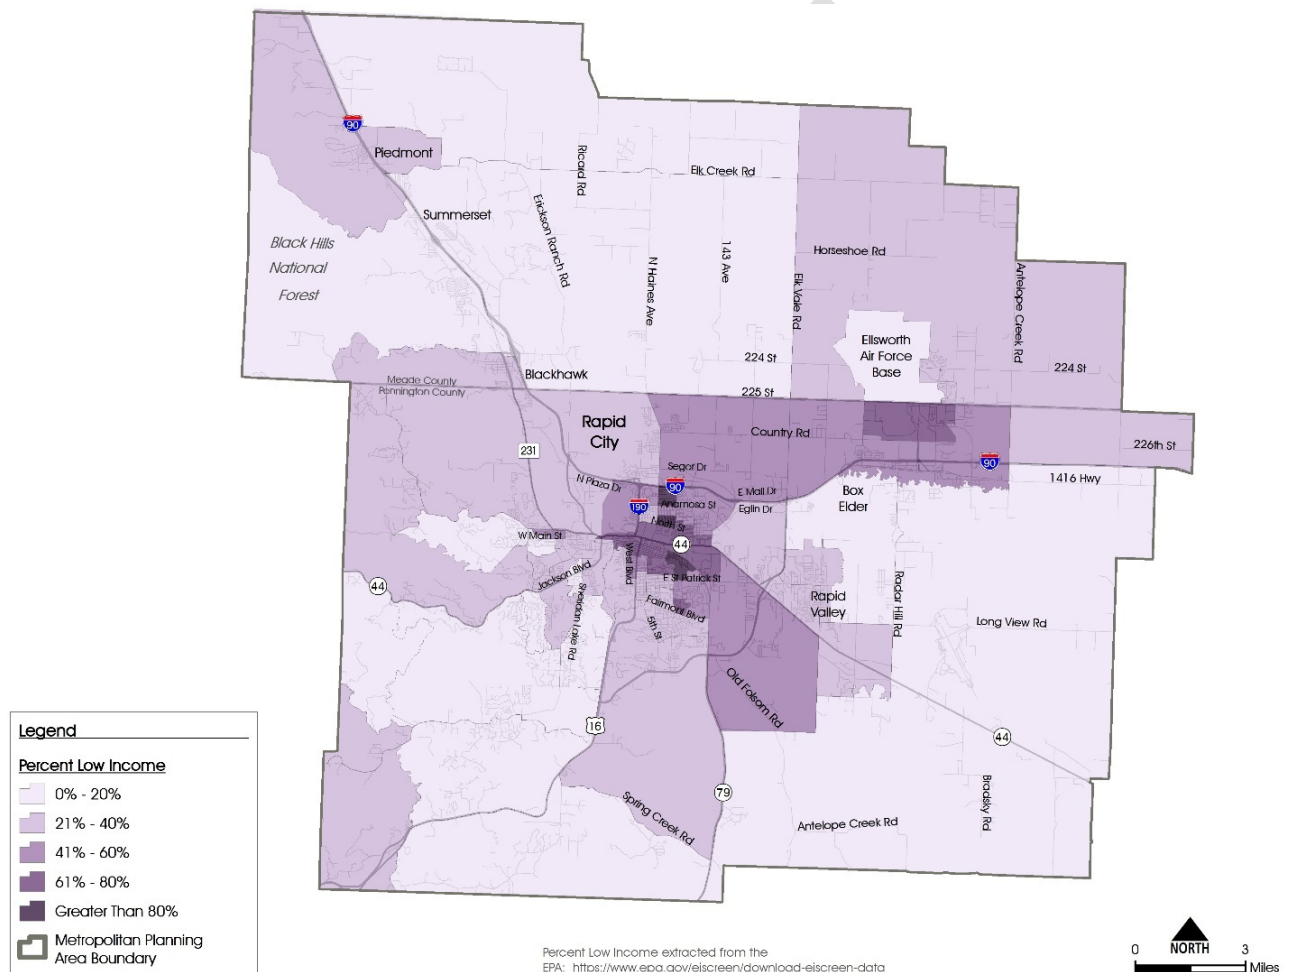 90
Piedmont
Ricard Rd
Elk Creek Rd
Summerset
Erickson Ranch Rd
Black Hills
National
Forest
N Haines Ave
143 Ave
Elk Vale Rd
Horseshoe Rd
Antelope Creek Rd
Ellsworth
Air Force
Base
224 St
224 St
Blackhawk
Meade County
Pennington County
225 St
Rapid
City
Country Rd
226th St
231
Segor Dr
90
1416 Hwy
N Plaza Dr
90
E Mall Dr
Box
Elder
190
Anamosa St
Eglin Dr
North St
W Main St
44
West Blvd
Jackson Blvd
E St Patrick St
44
Sheridan Lake Rd
Fairmont Blvd
5th St
Rapid
Valley
Radar Hill Rd
Long View Rd
Old Folsom Rd
16
44
79
Spring Creek Rd
Antelope Creek Rd
Bradsky Rd
Legend
Percent Low Income
0% - 20%
21% - 40%
41% - 60%
61% - 80%
Greater Than 80%
Metropolitan Planning
Area Boundary
Percent Low Income extracted from the
EPA: https://www.epa.gov/ejscreen/download-ejscreen-data
NORTH
0 3
Miles